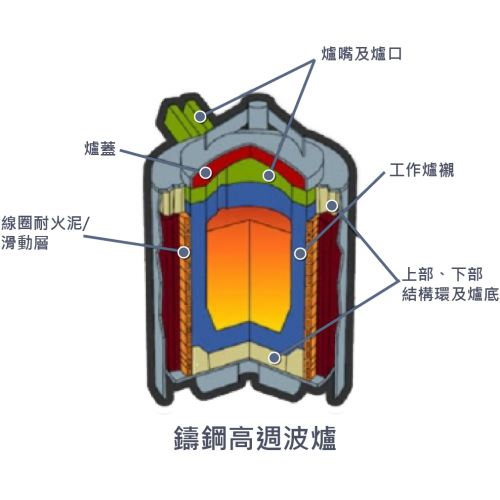 爐嘴及爐口
爐蓋
工作爐襯
線圈耐火泥/
滑動層
上部、下部
結構環及爐底
鑄鋼高週波爐